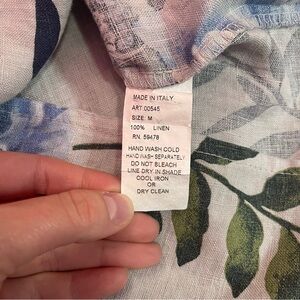 MADE IN ITALY
ART.00545
SIZE: M
100% LINEN
RN. 59478
HAND WASH COLD
HAND WASH SEPARATELY
DO NOT BLEACH
LINE DRY IN SHADE
COOL IRON
OR
DRY CLEAN